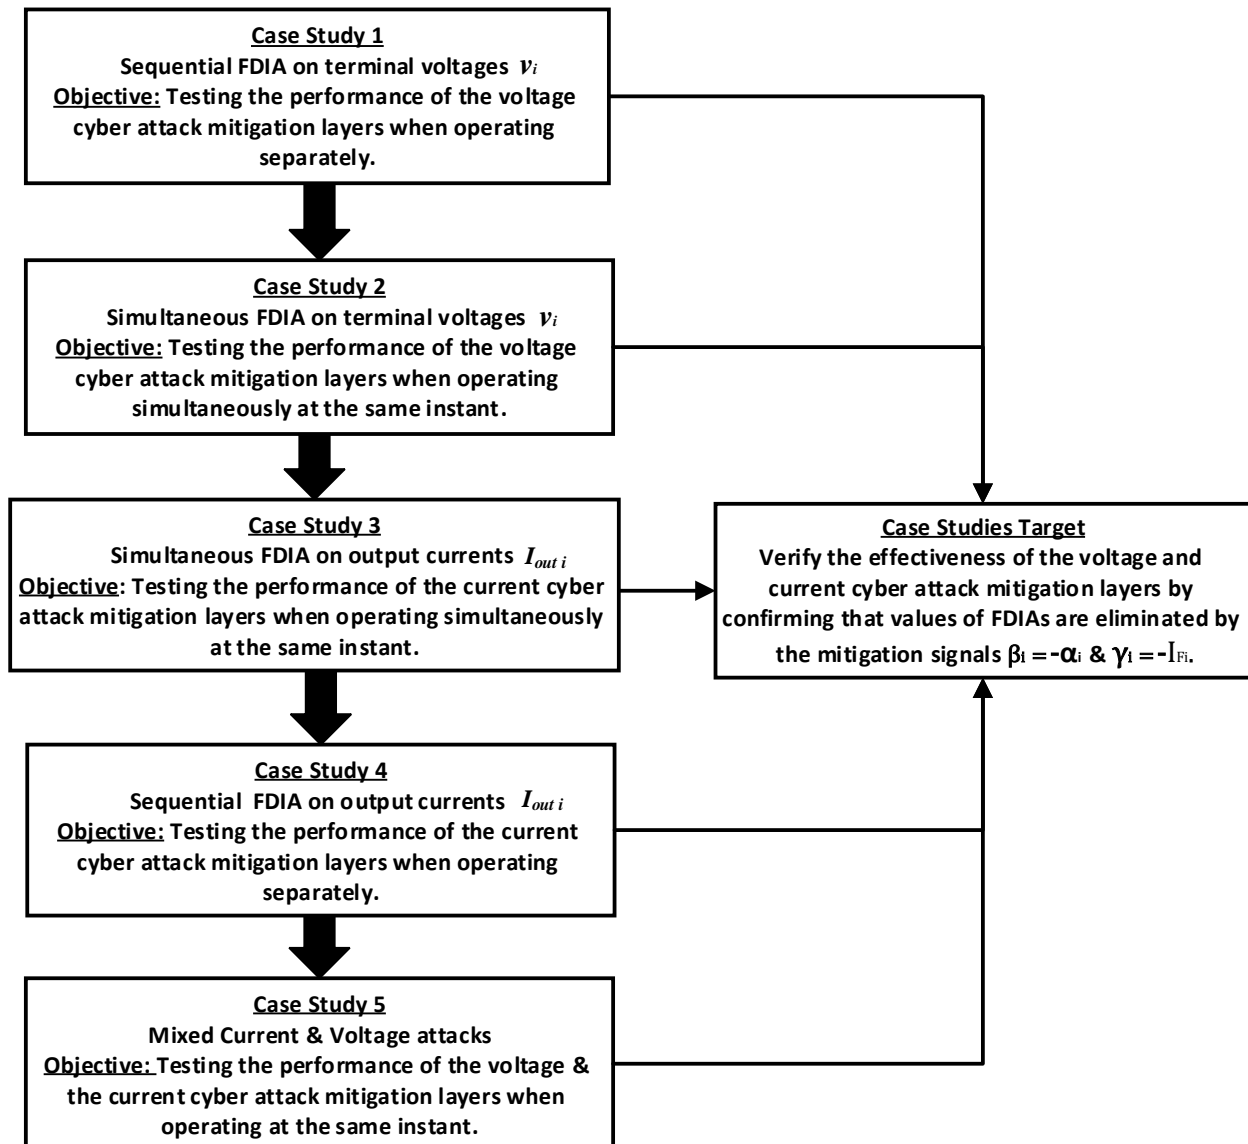 Case Study 1
Sequential FDIA on terminal voltages vi
Objective: Testing the performance of the voltage
cyber attack mitigation layers when operating
separately.
Case Study 2
Simultaneous FDIA on terminal voltages vi
Objective: Testing the performance of the voltage
cyber attack mitigation layers when operating
simultaneously at the same instant.
Case Study 3
Simultaneous FDIA on output currents Iout i
Objective: Testing the performance of the current cyber
attack mitigation layers when operating simultaneously
at the same instant.
Case Studies Target
Verify the effectiveness of the voltage and
current cyber attack mitigation layers by
confirming that values of FDIAs are eliminated by
the mitigation signals βi =-αi & γi =-IFi.
Case Study 4
Sequential FDIA on output currents Iout i
Objective: Testing the performance of the current
cyber attack mitigation layers when operating
separately.
Case Study 5
Mixed Current & Voltage attacks
Objective: Testing the performance of the voltage &
the current cyber attack mitigation layers when
operating at the same instant.